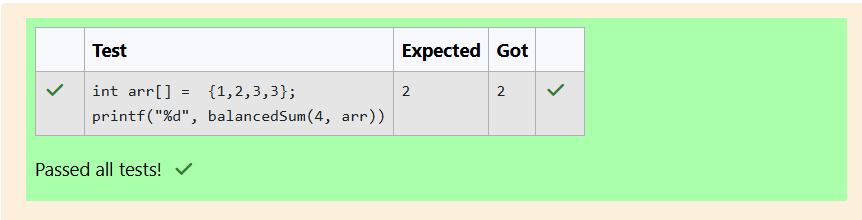 Test Expected Got
int arr[] =  {1,2,3,3}; 2 2
printf("%d", balancedSum(4, arr))
Passed all tests!